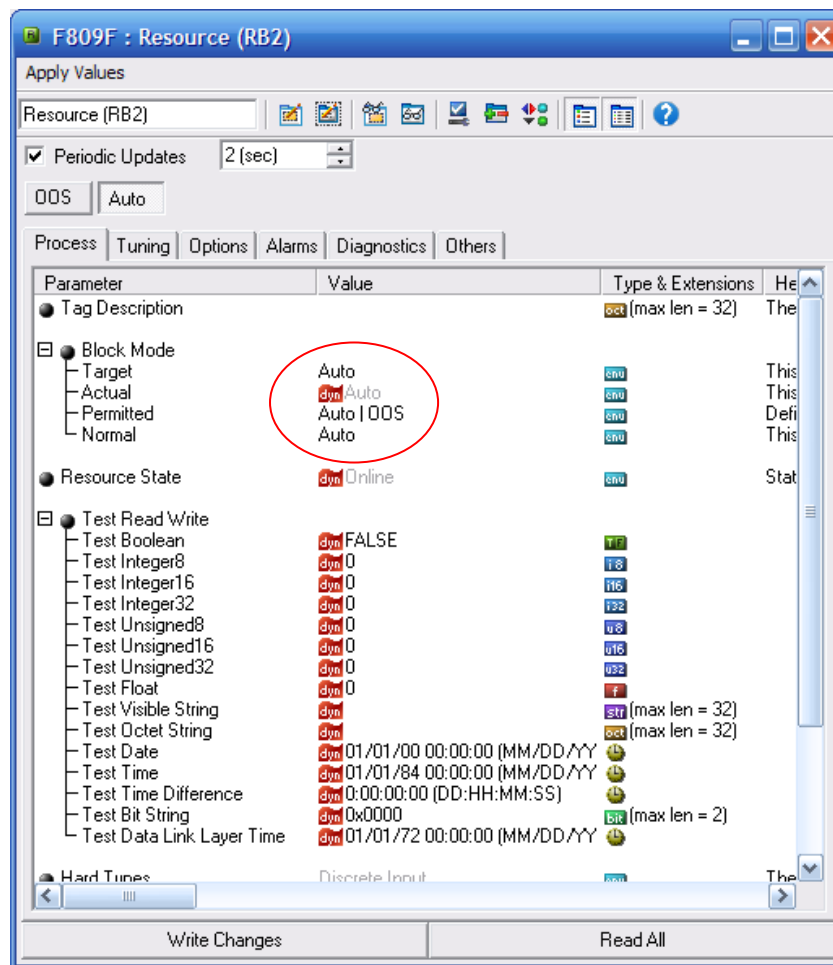 F809F : Resource (RB2)
Apply Values
Resource (RB2)
Periodic Updates 2 (sec)
OOS Auto
Process Tuning Options Alarms Diagnostics Others
Parameter Value Type & Extensions He
Tag Description oct (max len = 32) The
Block Mode
Target Auto enu This
Actual dyn Auto enu This
Permitted Auto | OOS enu Defi
Normal Auto enu This
Resource State dyn Online enu Stat
Test Read Write
Test Boolean dyn FALSE TF
Test Integer8 dyn 0 i8
Test Integer16 dyn 0 i16
Test Integer32 dyn 0 i32
Test Unsigned8 dyn 0 u8
Test Unsigned16 dyn 0 u16
Test Unsigned32 dyn 0 u32
Test Float dyn 0 f
Test Visible String dyn str (max len = 32)
Test Octet String dyn oct (max len = 32)
Test Date dyn 01/01/00 00:00:00 (MM/DD/YY
Test Time dyn 01/01/84 00:00:00 (MM/DD/YY
Test Time Difference dyn 0:00:00:00 (DD:HH:MM:SS)
Test Bit String dyn 0x0000 bit (max len = 2)
Test Data Link Layer Time dyn 01/01/72 00:00:00 (MM/DD/YY
Hard Types Discrete Input enu The
Write Changes Read All